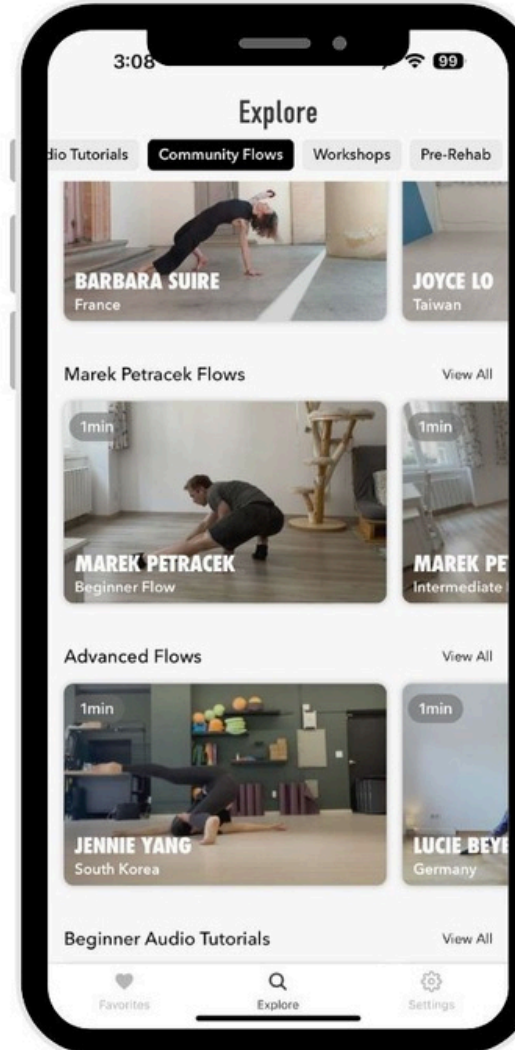 3:08
99
Explore
dio Tutorials
Community Flows
Workshops
Pre-Rehab
BARBARA SUIRE
France
JOYCE LO
Taiwan
Marek Petracek Flows
View All
1min
MAREK PETRACEK
Beginner Flow
1min
MAREK PE
Intermediate
Advanced Flows
View All
1min
JENNIE YANG
South Korea
1min
LUCIE BEYE
Germany
Beginner Audio Tutorials
View All
Favorites
Explore
Settings